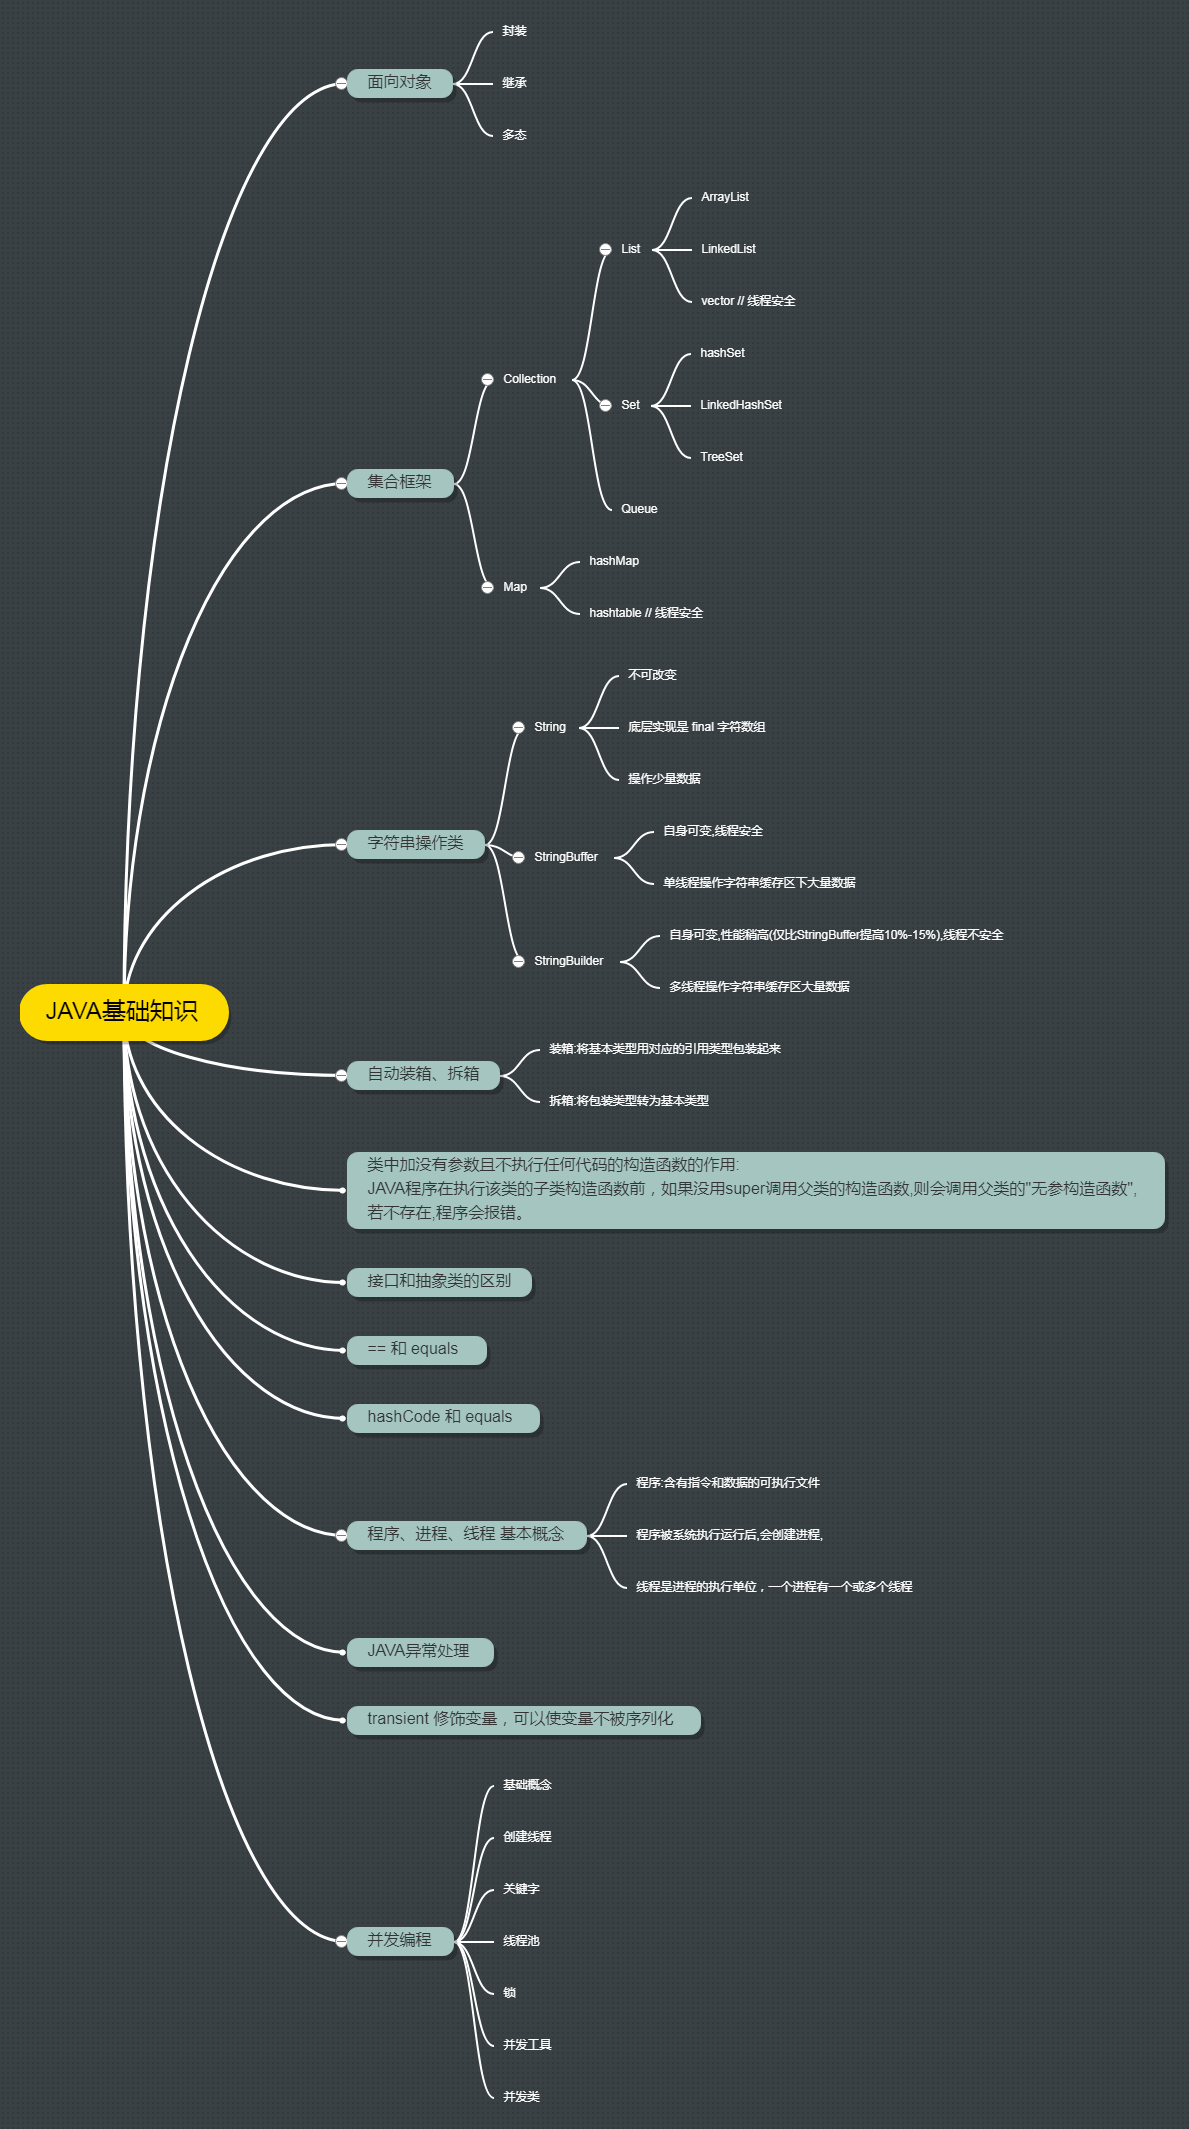 封装
面向对象
继承
多态
ArrayList
List
LinkedList
vector // 线程安全
hashSet
Collection
Set
LinkedHashSet
TreeSet
集合框架
Queue
hashMap
Map
hashtable // 线程安全
不可改变
String
底层实现是 final 字符数组
操作少量数据
自身可变,线程安全
字符串操作类
StringBuffer
单线程操作字符串缓存区下大量数据
自身可变,性能稍高(仅比StringBuffer提高10%-15%),线程不安全
StringBuilder
多线程操作字符串缓存区大量数据
JAVA基础知识
装箱:将基本类型用对应的引用类型包装起来
自动装箱、拆箱
拆箱:将包装类型转为基本类型
类中加没有参数且不执行任何代码的构造函数的作用:
JAVA程序在执行该类的子类构造函数前，如果没用super调用父类的构造函数,则会调用父类的"无参构造函数",
若不存在,程序会报错。
接口和抽象类的区别
== 和 equals
hashCode 和 equals
程序:含有指令和数据的可执行文件
程序、进程、线程 基本概念
程序被系统执行运行后,会创建进程,
线程是进程的执行单位，一个进程有一个或多个线程
JAVA异常处理
transient 修饰变量，可以使变量不被序列化
基础概念
创建线程
关键字
并发编程
线程池
锁
并发工具
并发类